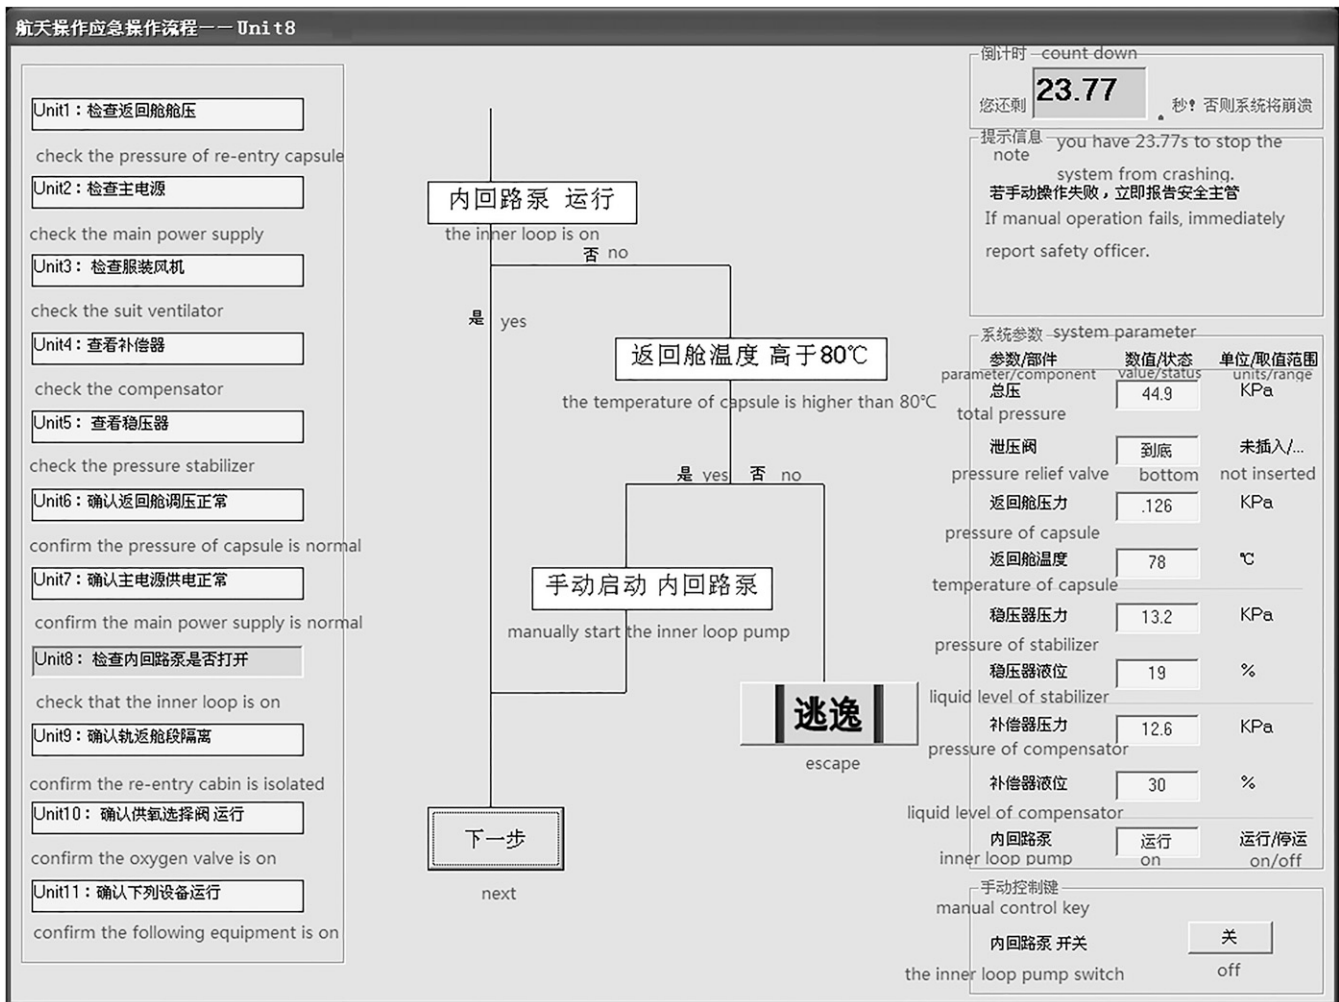 航天操作应急操作流程——Unit8
Unit1：检查返回舱舱压
check the pressure of re-entry capsule
Unit2：检查主电源
check the main power supply
Unit3：检查服装风机
check the suit ventilator
Unit4：查看补偿器
check the compensator
Unit5：查看稳压器
check the pressure stabilizer
Unit6：确认返回舱调压正常
confirm the pressure of capsule is normal
Unit7：确认主电源供电正常
confirm the main power supply is normal
Unit8：检查内回路泵是否打开
check that the inner loop is on
Unit9：确认轨返舱段隔离
confirm the re-entry cabin is isolated
Unit10：确认供氧选择阀 运行
confirm the oxygen valve is on
Unit11：确认下列设备运行
confirm the following equipment is on
内回路泵 运行
the inner loop is on
否 no
是 yes
返回舱温度 高于80℃
the temperature of capsule is higher than 80℃
是 yes 否 no
手动启动 内回路泵
manually start the inner loop pump
逃逸
escape
下一步
next
倒计时 count down
您还剩 23.77 。秒！否则系统将崩溃
提示信息 you have 23.77s to stop the
note
system from crashing.
若手动操作失败，立即报告安全主管
If manual operation fails, immediately
report safety officer.
系统参数 system parameter
参数/部件 数值/状态 单位/取值范围
parameter/component value/status units/range
总压 44.9 KPa
total pressure
泄压阀 到底 未插入/...
pressure relief valve bottom not inserted
返回舱压力 .126 KPa
pressure of capsule
返回舱温度 78 ℃
temperature of capsule
稳压器压力 13.2 KPa
pressure of stabilizer
稳压器液位 19 %
liquid level of stabilizer
补偿器压力 12.6 KPa
pressure of compensator
补偿器液位 30 %
liquid level of compensator
内回路泵 运行 运行/停运
inner loop pump on on/off
手动控制键
manual control key
内回路泵 开关 关
the inner loop pump switch off